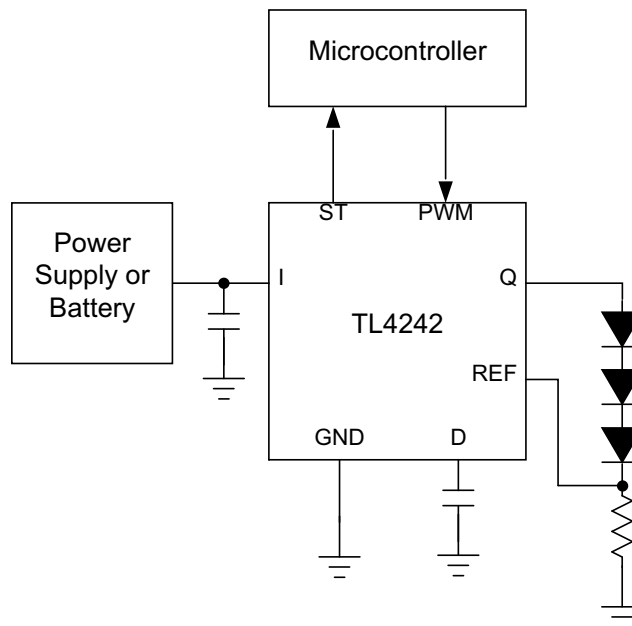 Microcontroller
ST
PWM
Power
Supply or
Battery
I
Q
TL4242
REF
GND
D